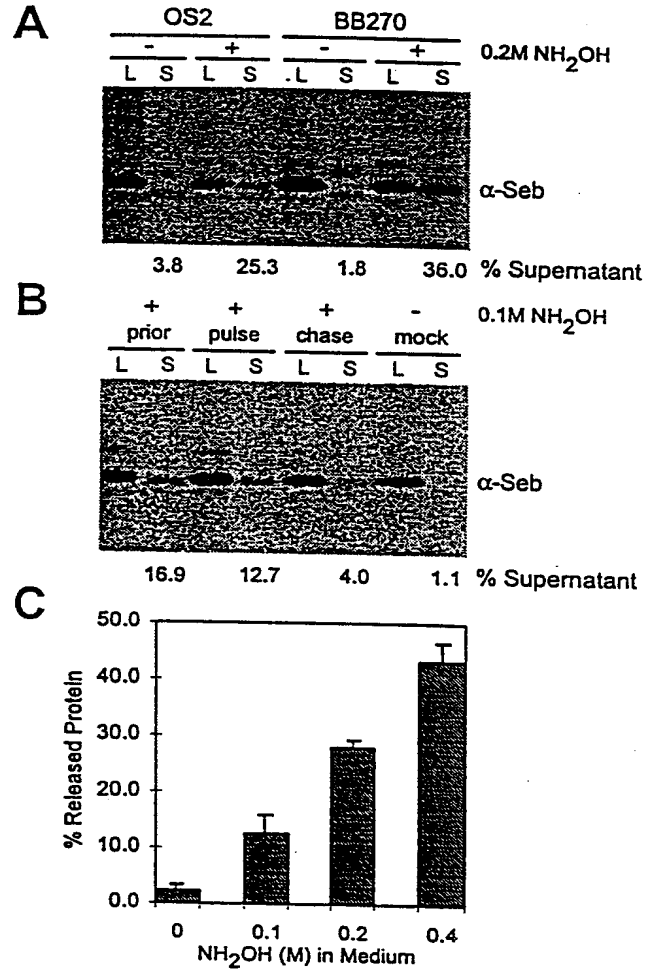 A
OS2 BB270
- + - + 0.2M NH2OH
L S L S .L S L S
α-Seb
3.8 25.3 1.8 36.0 % Supernatant
B
+ + + - 0.1M NH2OH
prior pulse chase mock
L S L S L S L S
α-Seb
16.9 12.7 4.0 1.1 % Supernatant
C
50.0
40.0
30.0
20.0
10.0
0.0
% Released Protein
0 0.1 0.2 0.4
NH2OH (M) in Medium